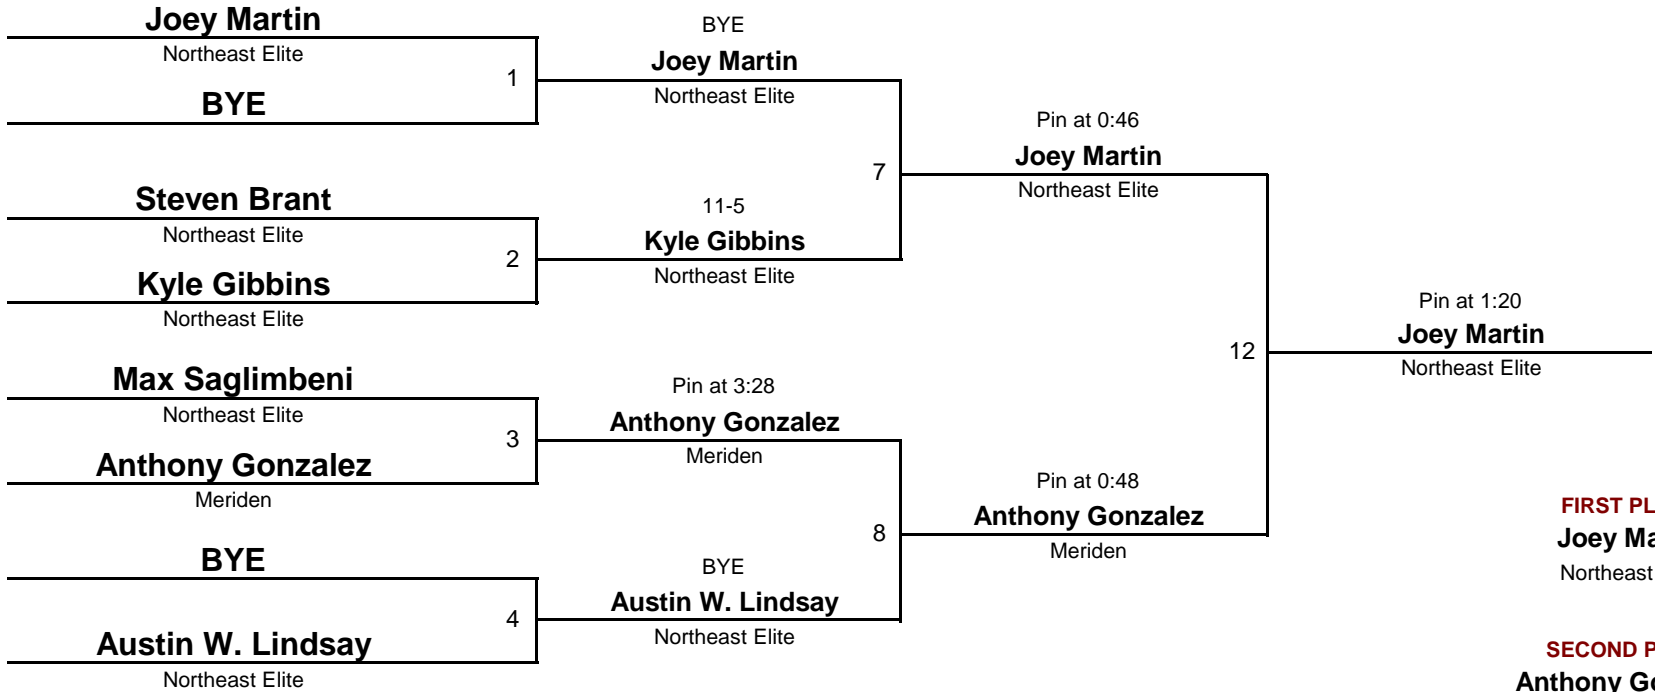 Joey Martin
Northeast Elite
1
BYE
Steven Brant
Northeast Elite
2
Kyle Gibbins
Northeast Elite
Max Saglimbeni
Northeast Elite
3
Anthony Gonzalez
Meriden
BYE
4
Austin W. Lindsay
Northeast Elite
BYE
Joey Martin
Northeast Elite
7
11-5
Kyle Gibbins
Northeast Elite
Pin at 3:28
Anthony Gonzalez
Meriden
8
BYE
Austin W. Lindsay
Northeast Elite
Pin at 0:46
Joey Martin
Northeast Elite
12
Pin at 0:48
Anthony Gonzalez
Meriden
Pin at 1:20
Joey Martin
Northeast Elite
FIRST PL
Joey Ma
Northeast
SECOND P
Anthony Go